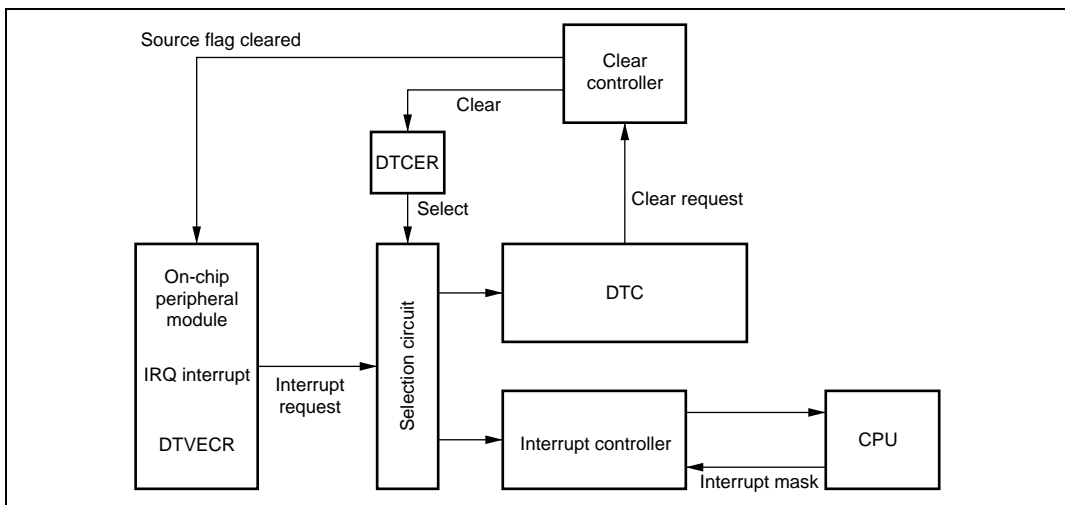 Source flag cleared
Clear
controller
Clear
DTCER
Select
Clear request
On-chip
peripheral
module
IRQ interrupt
DTVECR
Interrupt
request
Selection circuit
DTC
Interrupt controller
CPU
Interrupt mask